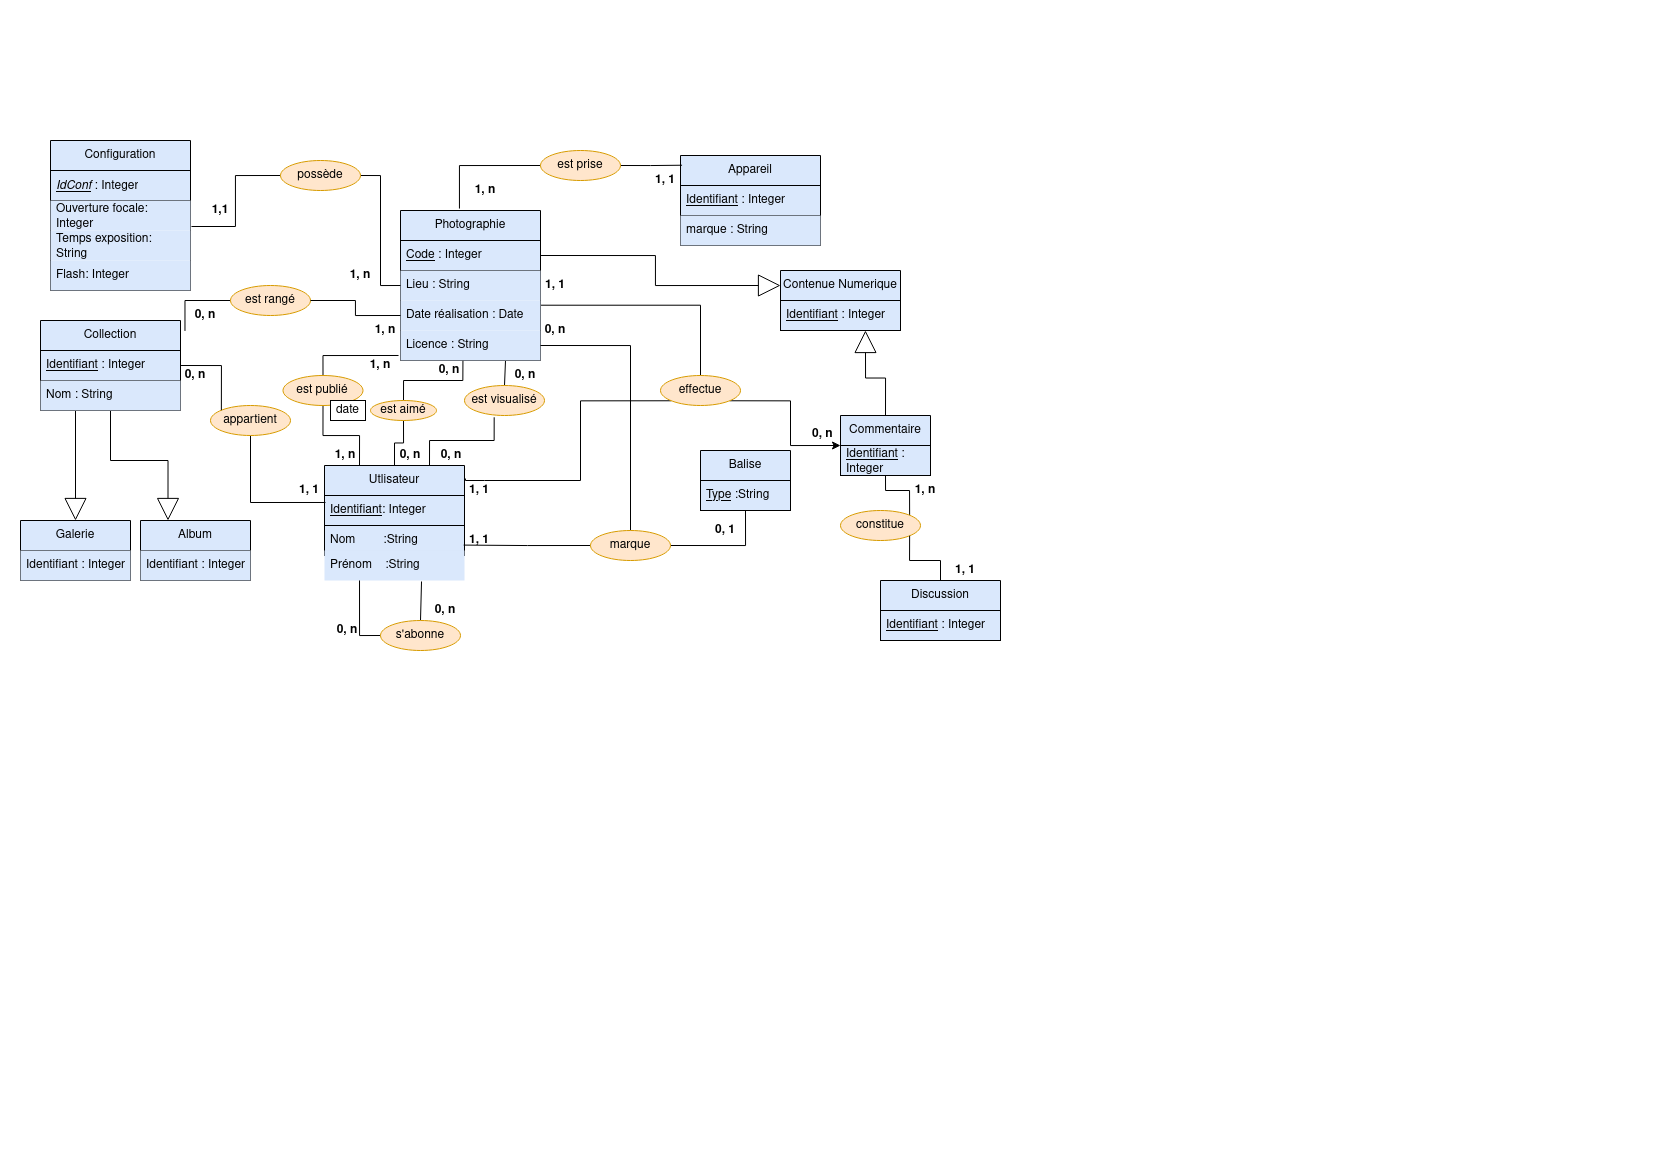 Configuration
IdConf : Integer
Ouverture focale:
Integer
Temps exposition:
String
Flash: Integer
1,1
possède
1, n
est prise
1, n
1, 1
Appareil
Identifiant : Integer
marque : String
Photographie
Code : Integer
Lieu : String
Date réalisation : Date
Licence : String
1, 1
0, n
Contenue Numerique
Identifiant : Integer
est rangé
0, n
1, n
Collection
Identifiant : Integer
Nom : String
0, n
appartient
1, 1
1, n
est publié
date
1, n
0, n
est aimé
0, n
0, n
est visualisé
0, n
effectue
0, n
1, 1
Commentaire
Identifiant :
Integer
1, n
constitue
1, 1
Discussion
Identifiant : Integer
Balise
Type :String
0, 1
marque
1, 1
Utlisateur
Identifiant: Integer
Nom :String
Prénom :String
0, n
0, n
s'abonne
Galerie
Identifiant : Integer
Album
Identifiant : Integer